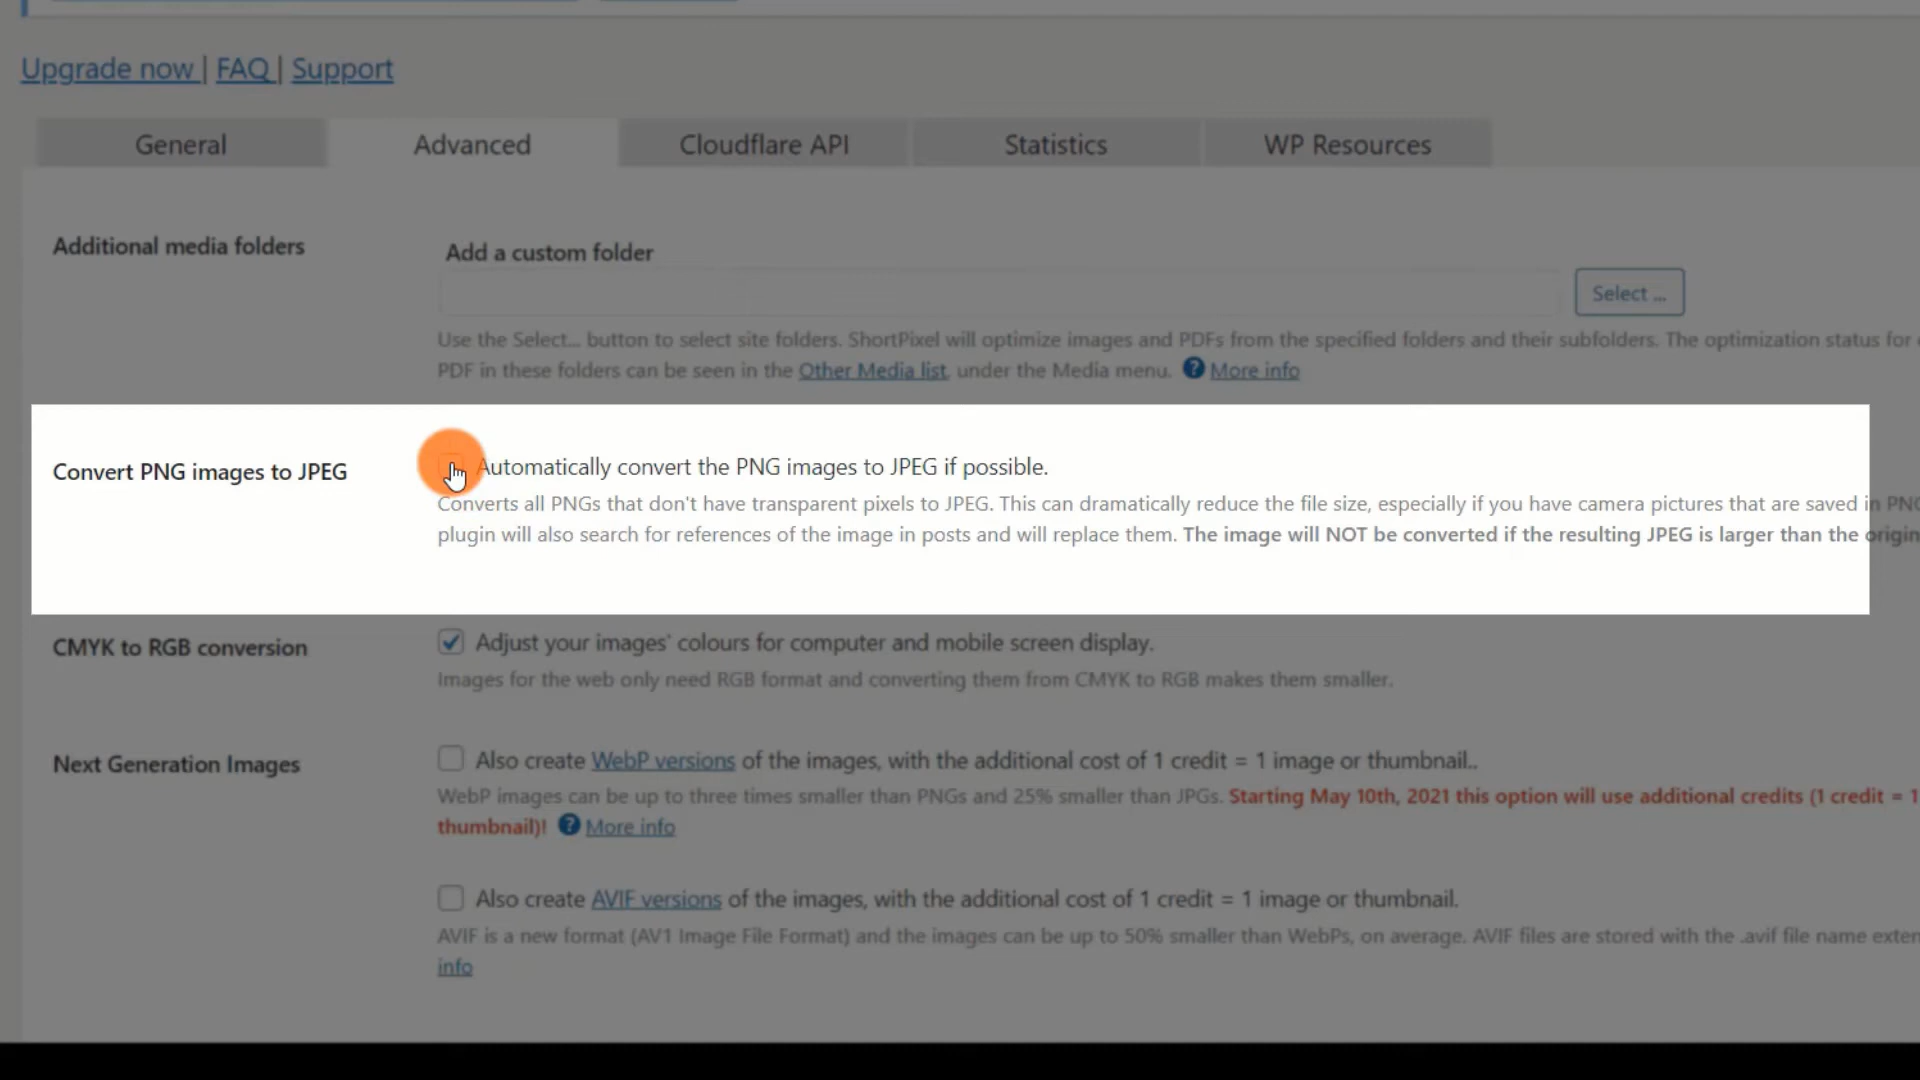 Upgrade now | FAQ | Support
General Advanced Cloudflare API Statistics WP Resources
Additional media folders
Add a custom folder
Select ...
Use the Select... button to select site folders. ShortPixel will optimize images and PDFs from the specified folders and their subfolders. The optimization status for
PDF in these folders can be seen in the Other Media list, under the Media menu. ? More info
Convert PNG images to JPEG
Automatically convert the PNG images to JPEG if possible.
Converts all PNGs that don't have transparent pixels to JPEG. This can dramatically reduce the file size, especially if you have camera pictures that are saved in PNG
plugin will also search for references of the image in posts and will replace them. The image will NOT be converted if the resulting JPEG is larger than the origin
CMYK to RGB conversion
Adjust your images' colours for computer and mobile screen display.
Images for the web only need RGB format and converting them from CMYK to RGB makes them smaller.
Next Generation Images
Also create WebP versions of the images, with the additional cost of 1 credit = 1 image or thumbnail..
WebP images can be up to three times smaller than PNGs and 25% smaller than JPGs. Starting May 10th, 2021 this option will use additional credits (1 credit = 1
thumbnail)! ? More info
Also create AVIF versions of the images, with the additional cost of 1 credit = 1 image or thumbnail.
AVIF is a new format (AV1 Image File Format) and the images can be up to 50% smaller than WebPs, on average. AVIF files are stored with the .avif file name exten
info